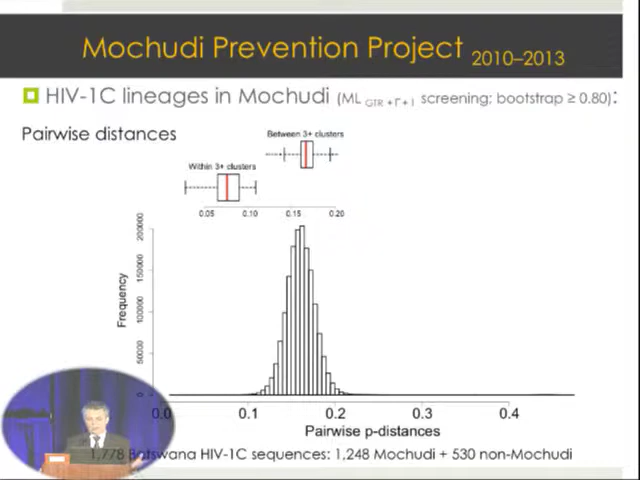 Mochudi Prevention Project 2010–2013
HIV-1C lineages in Mochudi (ML GTR + Γ + I screening; bootstrap ≥ 0.80):
Pairwise distances
Between 3+ clusters
Within 3+ clusters
0.05 0.10 0.15 0.20
200000
150000
100000
50000
0
Frequency
0.0 0.1 0.2 0.3 0.4
Pairwise p-distances
1,778 Botswana HIV-1C sequences: 1,248 Mochudi + 530 non-Mochudi